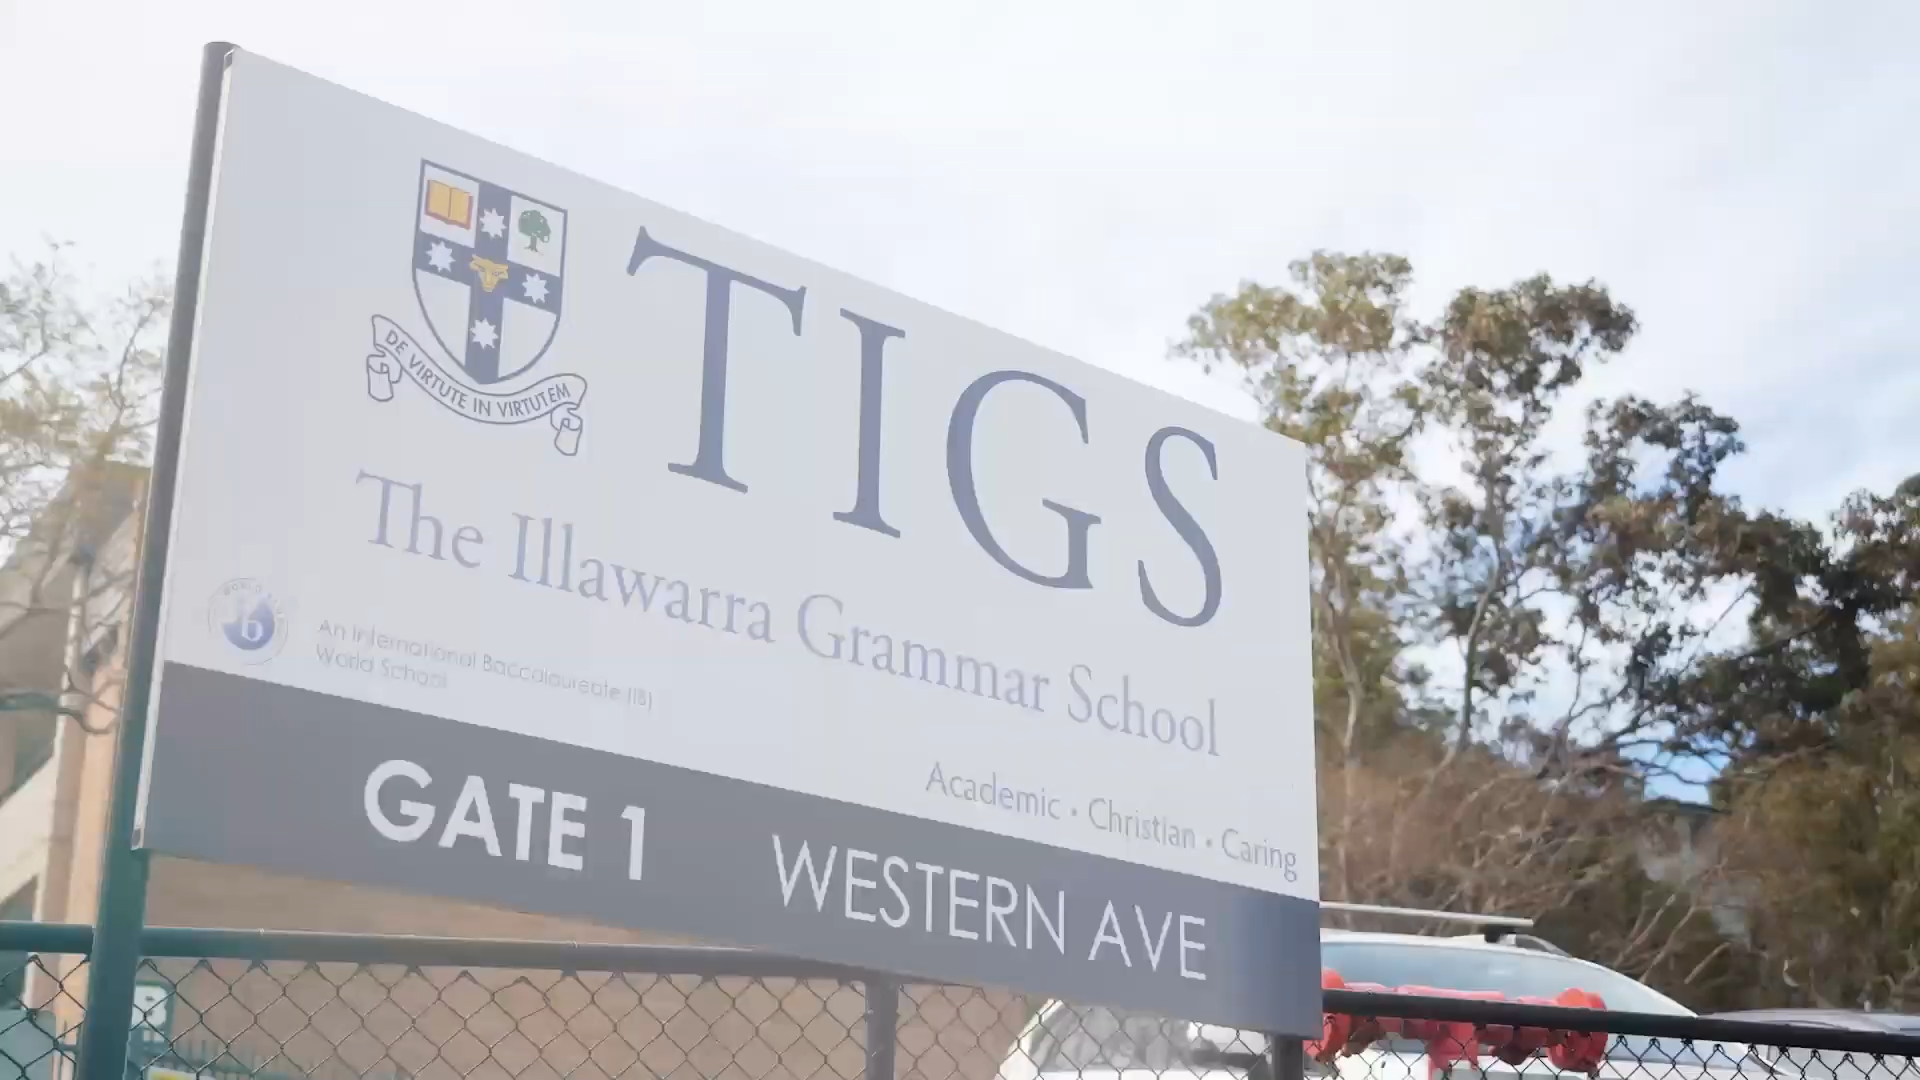 DE VIRTUTE IN VIRTUTEM
TIGS
The Illawarra Grammar School
An International Baccalaureate (IB)
World School
Academic • Christian • Caring
GATE 1 WESTERN AVE